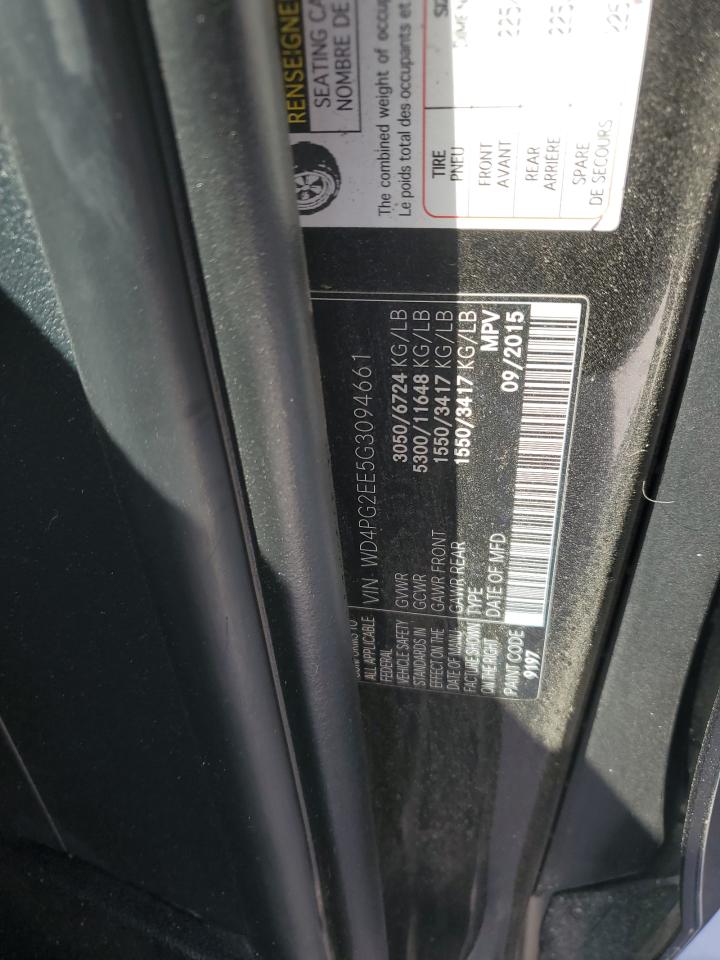 RENSEIGNE
SEATING CA
NOMBRE DE
The combined weight of occup
Le poids total des occupants et
TIRE
PNEU
FRONT
AVANT
225/
REAR
ARRIÈRE
225
SPARE
DE SECOURS
225
VIN WD4PG2EE5G3094661
GVWR 3050/6724 KG/LB
GCWR 5300/11648 KG/LB
GAWR FRONT 1550/3417 KG/LB
GAWR REAR 1550/3417 KG/LB
TYPE MPV
DATE OF MFD. 09/2015
ALL APPLICABLE
FEDERAL
VEHICLE SAFETY
STANDARDS IN
EFFECT ON THE
DATE OF MANU
FACTURE SHOWN
ON THE RIGHT
PAINT CODE
9197